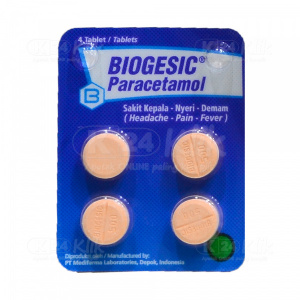 4 Tablet / Tablets
BIOGESIC®
Paracetamol
B
Sakit Kepala - Nyeri - Demam
( Headache - Pain - Fever )
Diproduksi oleh / Manufactured by :
PT Medifarma Laboratories, Depok, Indonesia